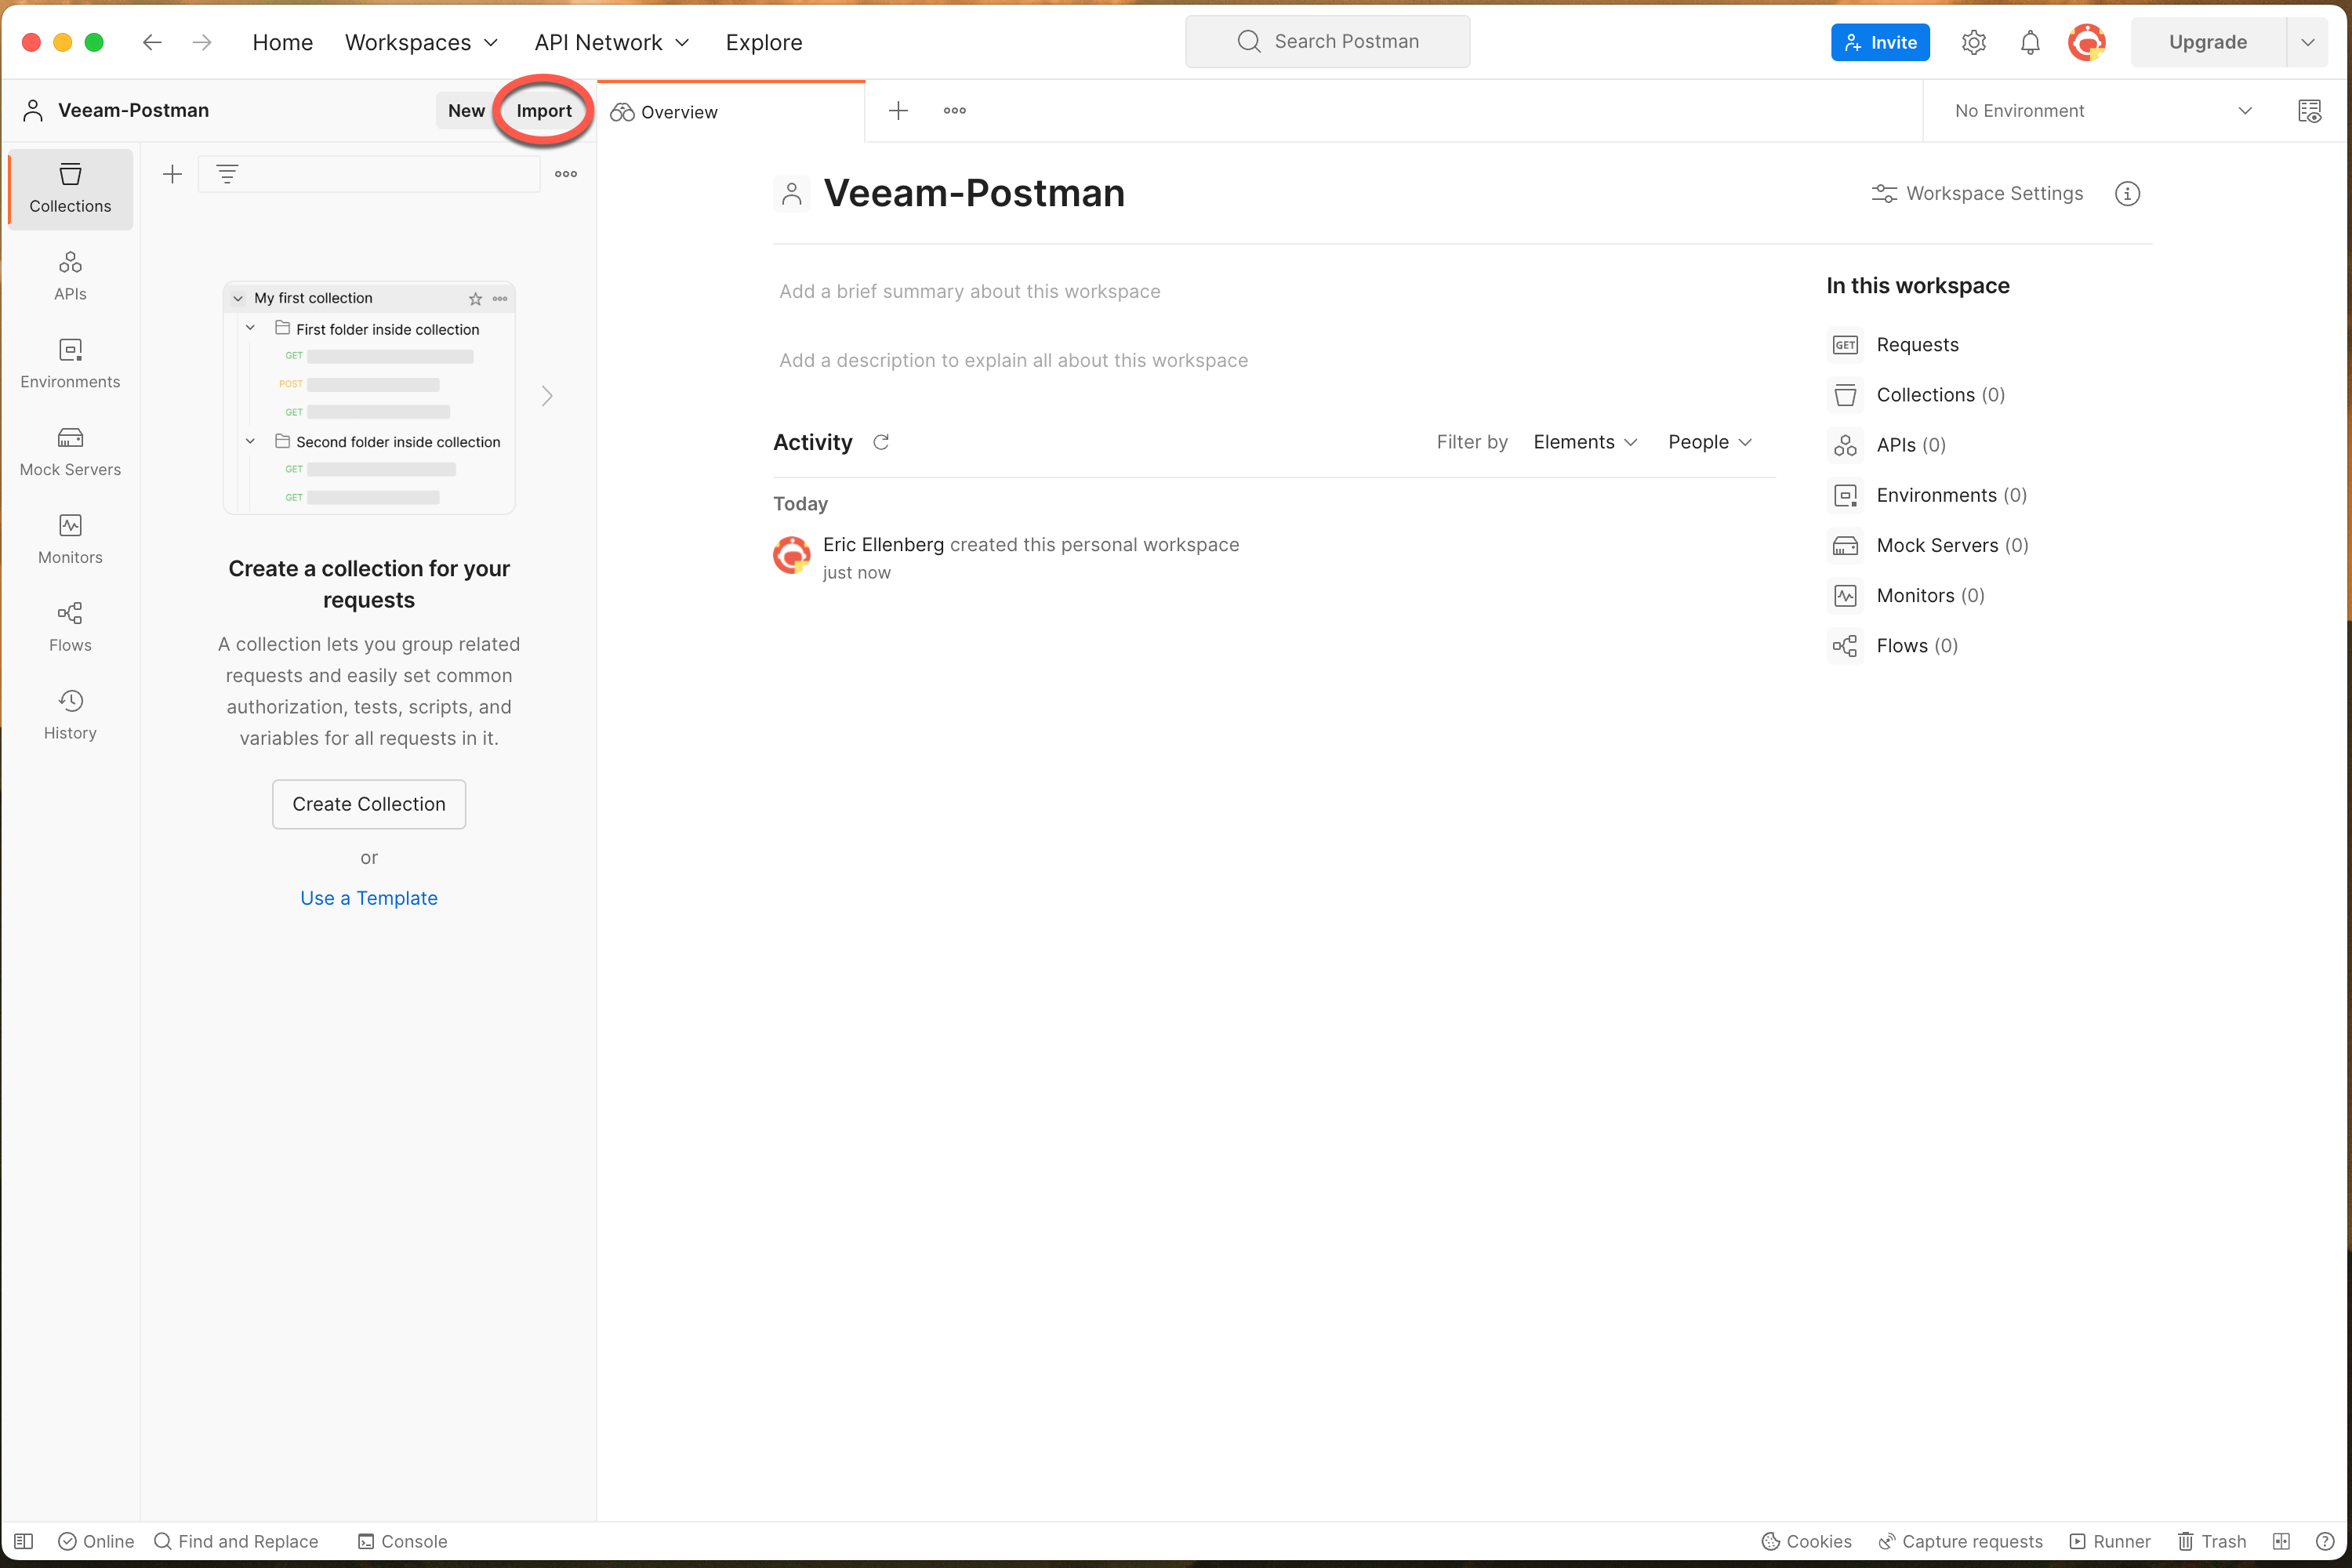 Home Workspaces API Network Explore
Search Postman
Invite
Upgrade
Veeam-Postman
New Import
Overview
No Environment
Collections
APIs
Environments
Mock Servers
Monitors
Flows
History
My first collection
First folder inside collection
GET
POST
GET
Second folder inside collection
GET
GET
Create a collection for your
requests
A collection lets you group related
requests and easily set common
authorization, tests, scripts, and
variables for all requests in it.
Create Collection
or
Use a Template
Veeam-Postman
Workspace Settings
Add a brief summary about this workspace
Add a description to explain all about this workspace
Activity
Filter by Elements People
Today
Eric Ellenberg created this personal workspace
just now
In this workspace
GET Requests
Collections (0)
APIs (0)
Environments (0)
Mock Servers (0)
Monitors (0)
Flows (0)
Online Find and Replace Console
Cookies Capture requests Runner Trash